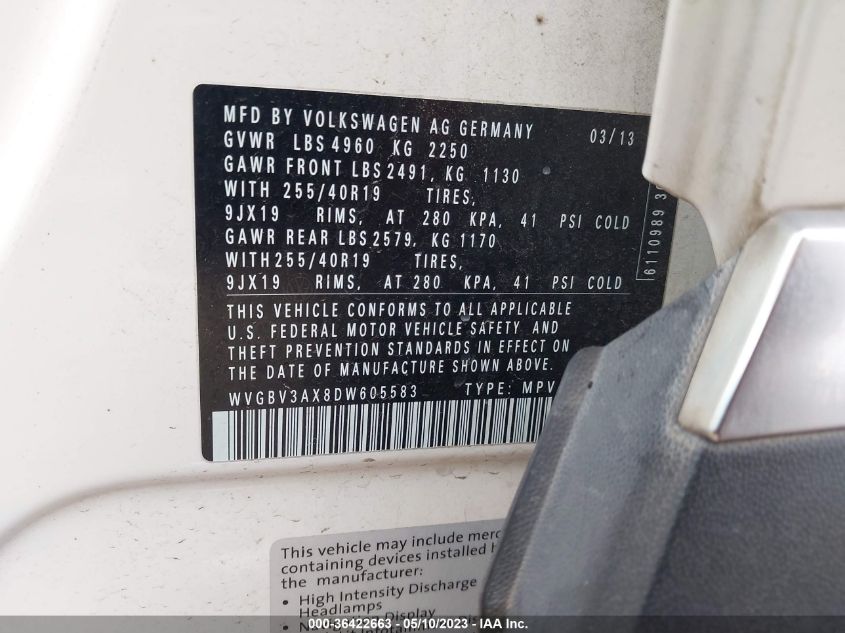 MFD BY VOLKSWAGEN AG GERMANY 03/13
GVWR LBS 4960 KG 2250
GAWR FRONT LBS 2491, KG 1130
WITH 255/40R19 TIRES,
9JX19 RIMS, AT 280 KPA, 41 PSI COLD
GAWR REAR LBS 2579, KG 1170
WITH 255/40R19 TIRES,
9JX19 RIMS, AT 280 KPA, 41 PSI COLD
THIS VEHICLE CONFORMS TO ALL APPLICABLE
U.S. FEDERAL MOTOR VEHICLE SAFETY, AND
THEFT PREVENTION STANDARDS IN EFFECT ON
THE DATE OF MANUFACTURE SHOWN ABOVE.
WVGBV3AX8DW605583 TYPE: MPV
6110989
This vehicle may include
containing devices installed
the manufacturer:
• High Intensity Discharge
Headlamps
Display
000-36422663 - 05/10/2023 - IAA Inc.